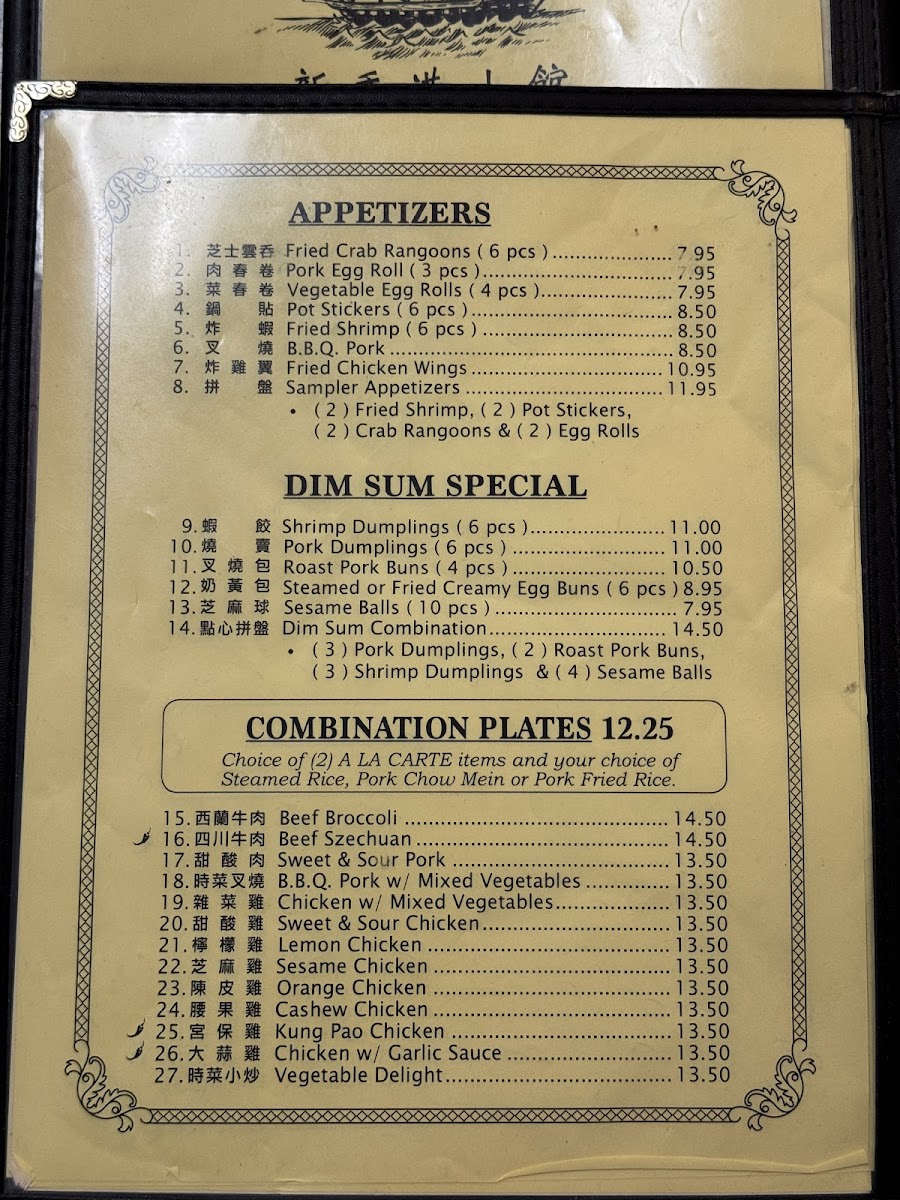 APPETIZERS
1. 芝士雲吞 Fried Crab Rangoons ( 6 pcs ) ..................... 7.95
2. 肉春卷 Pork Egg Roll ( 3 pcs )................................. 7.95
3. 菜春卷 Vegetable Egg Rolls ( 4 pcs )....................... 7.95
4. 鍋貼 Pot Stickers ( 6 pcs ) .................................... 8.50
5. 炸蝦 Fried Shrimp ( 6 pcs ) .................................. 8.50
6. 叉燒 B.B.Q. Pork .................................................. 8.50
7. 炸雞翼 Fried Chicken Wings ................................... 10.95
8. 拼盤 Sampler Appetizers .................................... 11.95
• ( 2 ) Fried Shrimp, ( 2 ) Pot Stickers,
( 2 ) Crab Rangoons & ( 2 ) Egg Rolls
DIM SUM SPECIAL
9. 蝦餃 Shrimp Dumplings ( 6 pcs )........................ 11.00
10. 燒賣 Pork Dumplings ( 6 pcs ) ........................... 11.00
11. 叉燒包 Roast Pork Buns ( 4 pcs ) ........................... 10.50
12. 奶黃包 Steamed or Fried Creamy Egg Buns ( 6 pcs ) 8.95
13. 芝麻球 Sesame Balls ( 10 pcs ) ................................ 7.95
14. 點心拼盤 Dim Sum Combination................................ 14.50
• ( 3 ) Pork Dumplings, ( 2 ) Roast Pork Buns,
( 3 ) Shrimp Dumplings & ( 4 ) Sesame Balls
COMBINATION PLATES 12.25
Choice of (2) A LA CARTE items and your choice of
Steamed Rice, Pork Chow Mein or Pork Fried Rice.
15. 西蘭牛肉 Beef Broccoli ............................................... 14.50
16. 四川牛肉 Beef Szechuan ............................................. 14.50
17. 甜酸肉 Sweet & Sour Pork ....................................... 13.50
18. 時菜叉燒 B.B.Q. Pork w/ Mixed Vegetables ............... 13.50
19. 雜菜雞 Chicken w/ Mixed Vegetables.................... 13.50
20. 甜酸雞 Sweet & Sour Chicken................................. 13.50
21. 檸檬雞 Lemon Chicken ........................................... 13.50
22. 芝麻雞 Sesame Chicken .......................................... 13.50
23. 陳皮雞 Orange Chicken .......................................... 13.50
24. 腰果雞 Cashew Chicken .......................................... 13.50
25. 宮保雞 Kung Pao Chicken ....................................... 13.50
26. 大蒜雞 Chicken w/ Garlic Sauce ............................. 13.50
27. 時菜小炒 Vegetable Delight........................................ 13.50